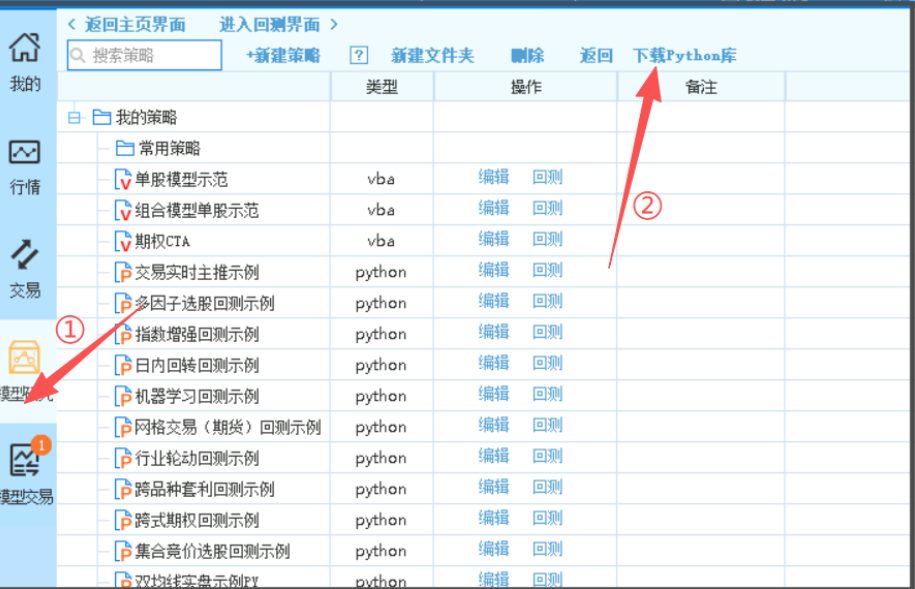 < 返回主页界面 进入回测界面 >
搜索策略 +新建策略 ? 新建文件夹 删除 返回 下载Python库
类型 操作 备注
我的策略
常用策略
单股模型示范 vba 编辑 回测
组合模型单股示范 vba 编辑 回测
期权CTA vba 编辑 回测
交易实时主推示例 python 编辑 回测
多因子选股回测示例 python 编辑 回测
指数增强回测示例 python 编辑 回测
日内回转回测示例 python 编辑 回测
机器学习回测示例 python 编辑 回测
网格交易(期货)回测示例 python 编辑 回测
行业轮动回测示例 python 编辑 回测
跨品种套利回测示例 python 编辑 回测
跨式期权回测示例 python 编辑 回测
集合竞价选股回测示例 python 编辑 回测
双均线实盘示例PY python 编辑 回测
我的
行情
交易
模型研究
1
模型交易
①
②